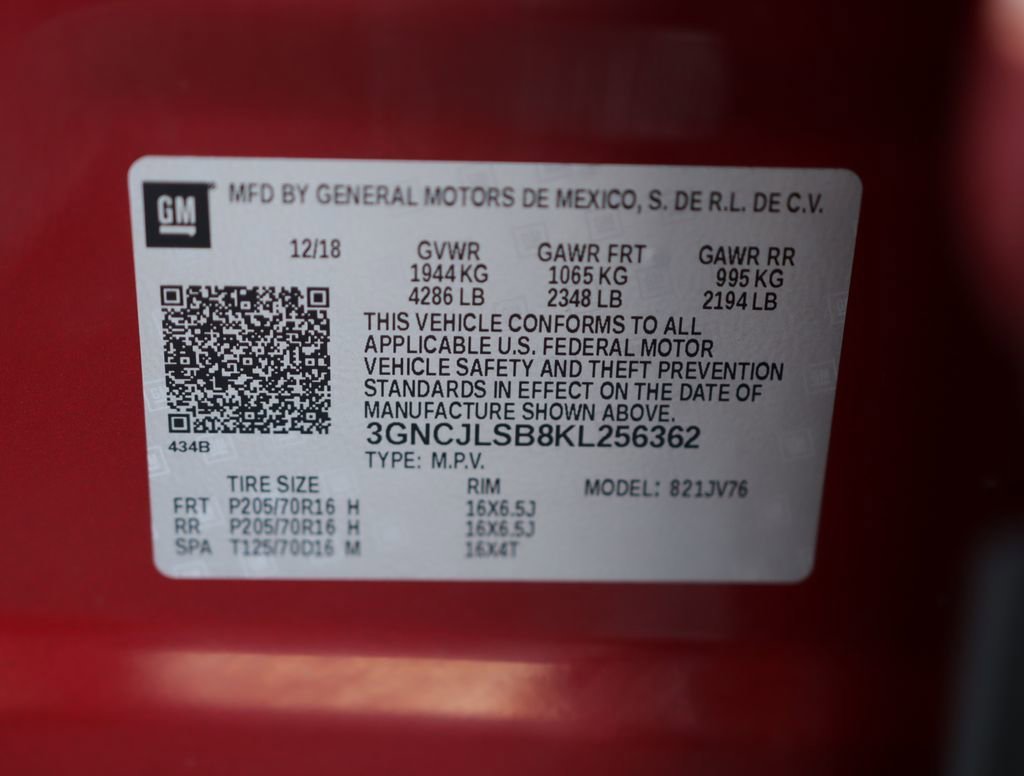 GM MFD BY GENERAL MOTORS DE MEXICO, S. DE R.L. DE C.V.
12/18 GVWR GAWR FRT GAWR RR
1944 KG 1065 KG 995 KG
4286 LB 2348 LB 2194 LB
THIS VEHICLE CONFORMS TO ALL
APPLICABLE U.S. FEDERAL MOTOR
VEHICLE SAFETY AND THEFT PREVENTION
STANDARDS IN EFFECT ON THE DATE OF
MANUFACTURE SHOWN ABOVE.
434B 3GNCJLSB8KL256362
TYPE: M.P.V.
TIRE SIZE RIM MODEL: 821JV76
FRT P205/70R16 H 16X6.5J
RR P205/70R16 H 16X6.5J
SPA T125/70D16 M 16X4T